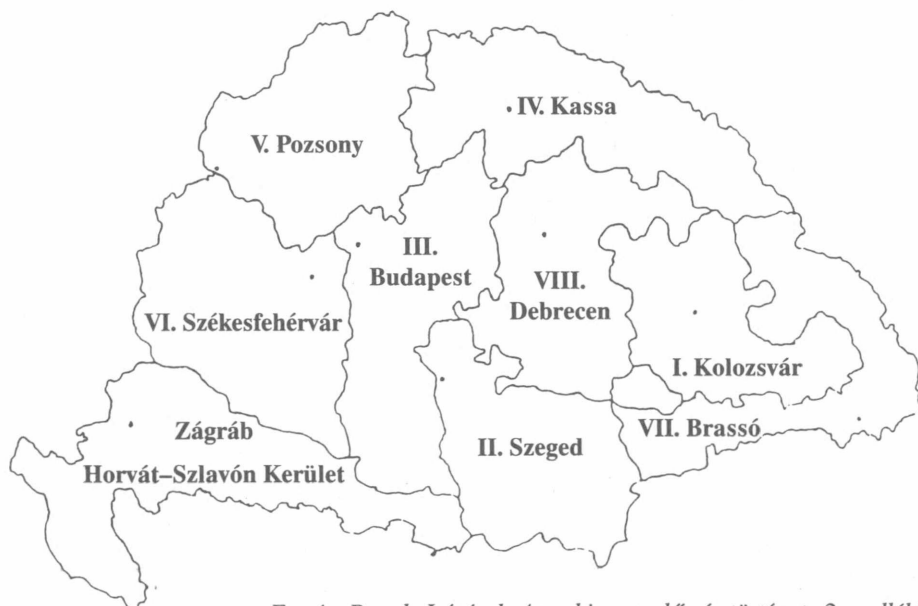 IV. Kassa
V. Pozsony
III.
Budapest
VIII.
Debrecen
VI. Székesfehérvár
I. Kolozsvár
Zágráb
VII. Brassó
II. Szeged
Horvát–Szlavón Kerület